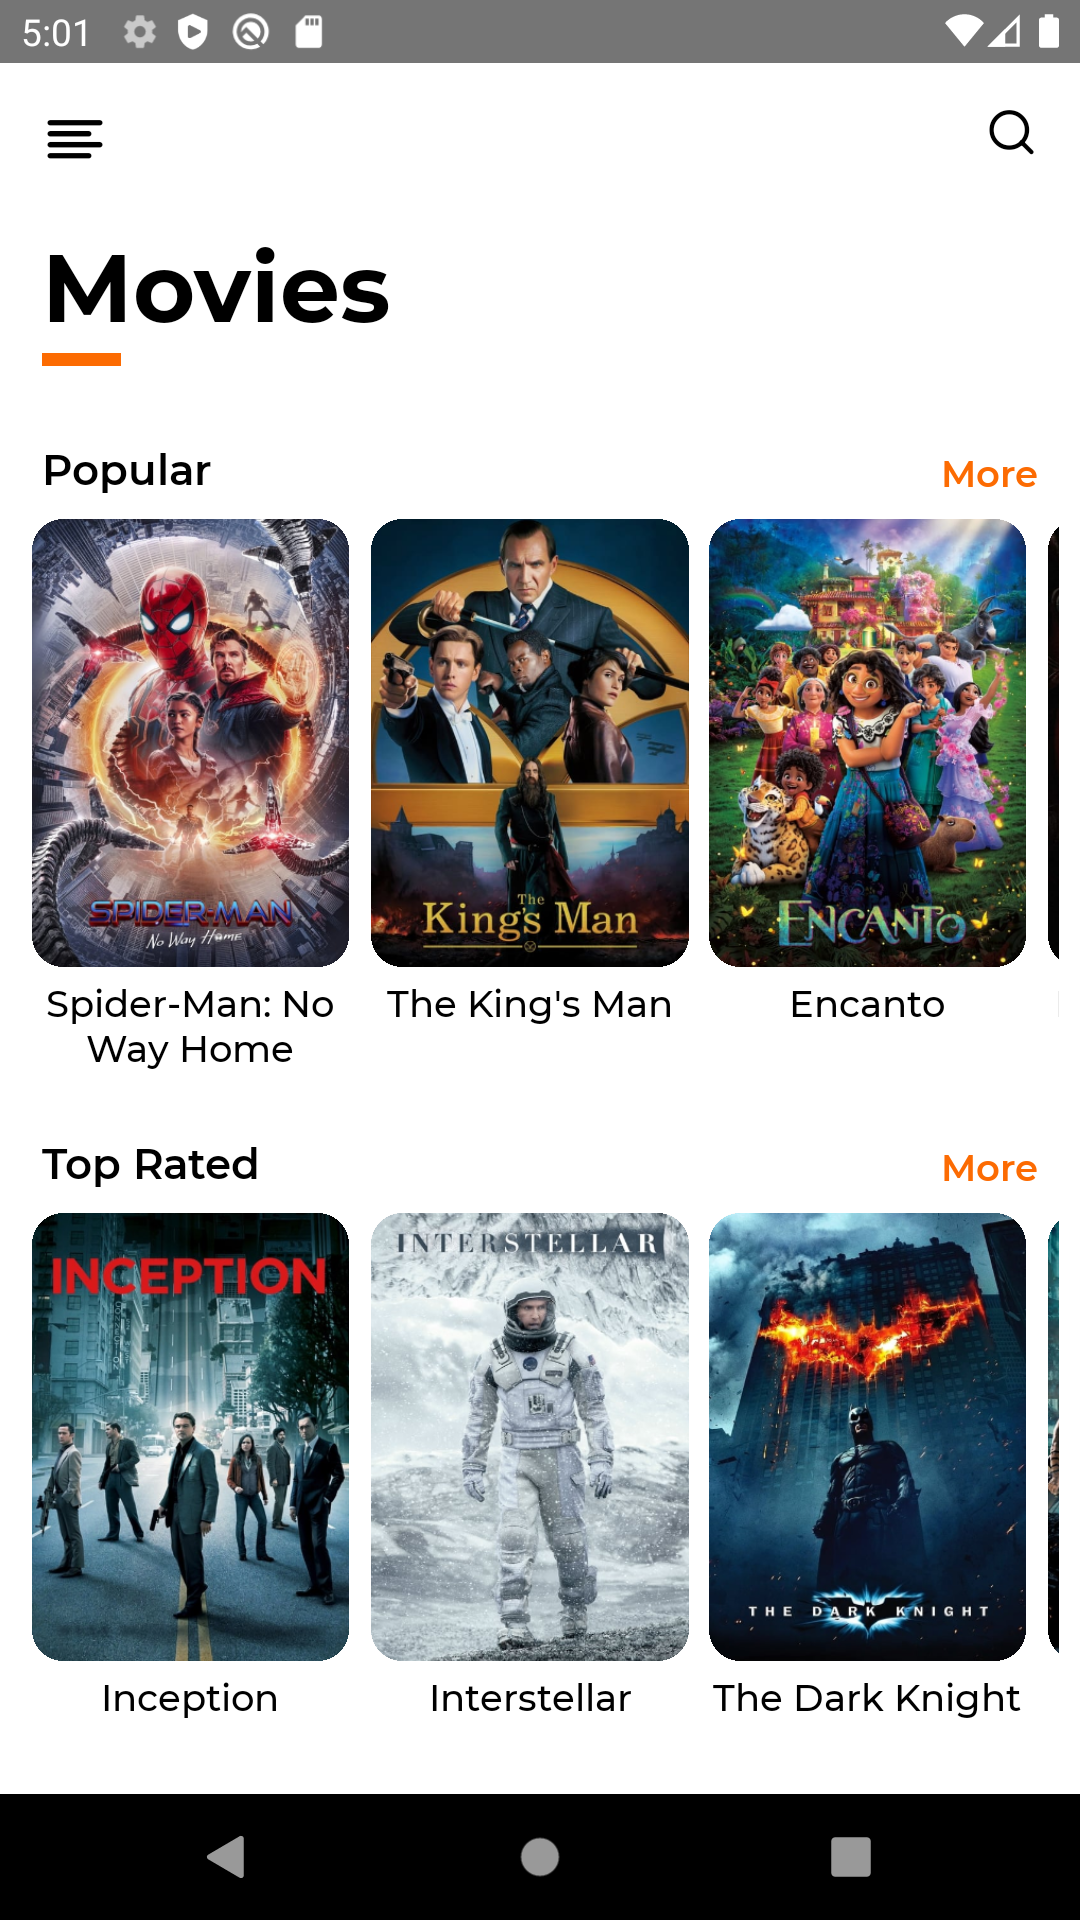 5:01
Movies
Popular
More
SPIDER-MAN
No Way Home
The
King's Man
ENCANTO
Spider-Man: No
Way Home
The King's Man
Encanto
Top Rated
More
INCEPTION
INTERSTELLAR
THE DARK KNIGHT
Inception
Interstellar
The Dark Knight